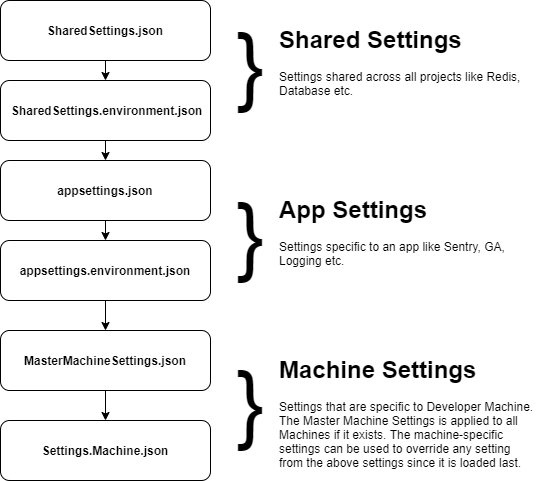 SharedSettings.json
Shared Settings
Settings shared across all projects like Redis,
Database etc.
SharedSettings.environment.json
appsettings.json
App Settings
Settings specific to an app like Sentry, GA,
Logging etc.
appsettings.environment.json
MasterMachineSettings.json
Machine Settings
Settings that are specific to Developer Machine.
The Master Machine Settings is applied to all
Machines if it exists. The machine-specific
settings can be used to override any setting
from the above settings since it is loaded last.
Settings.Machine.json